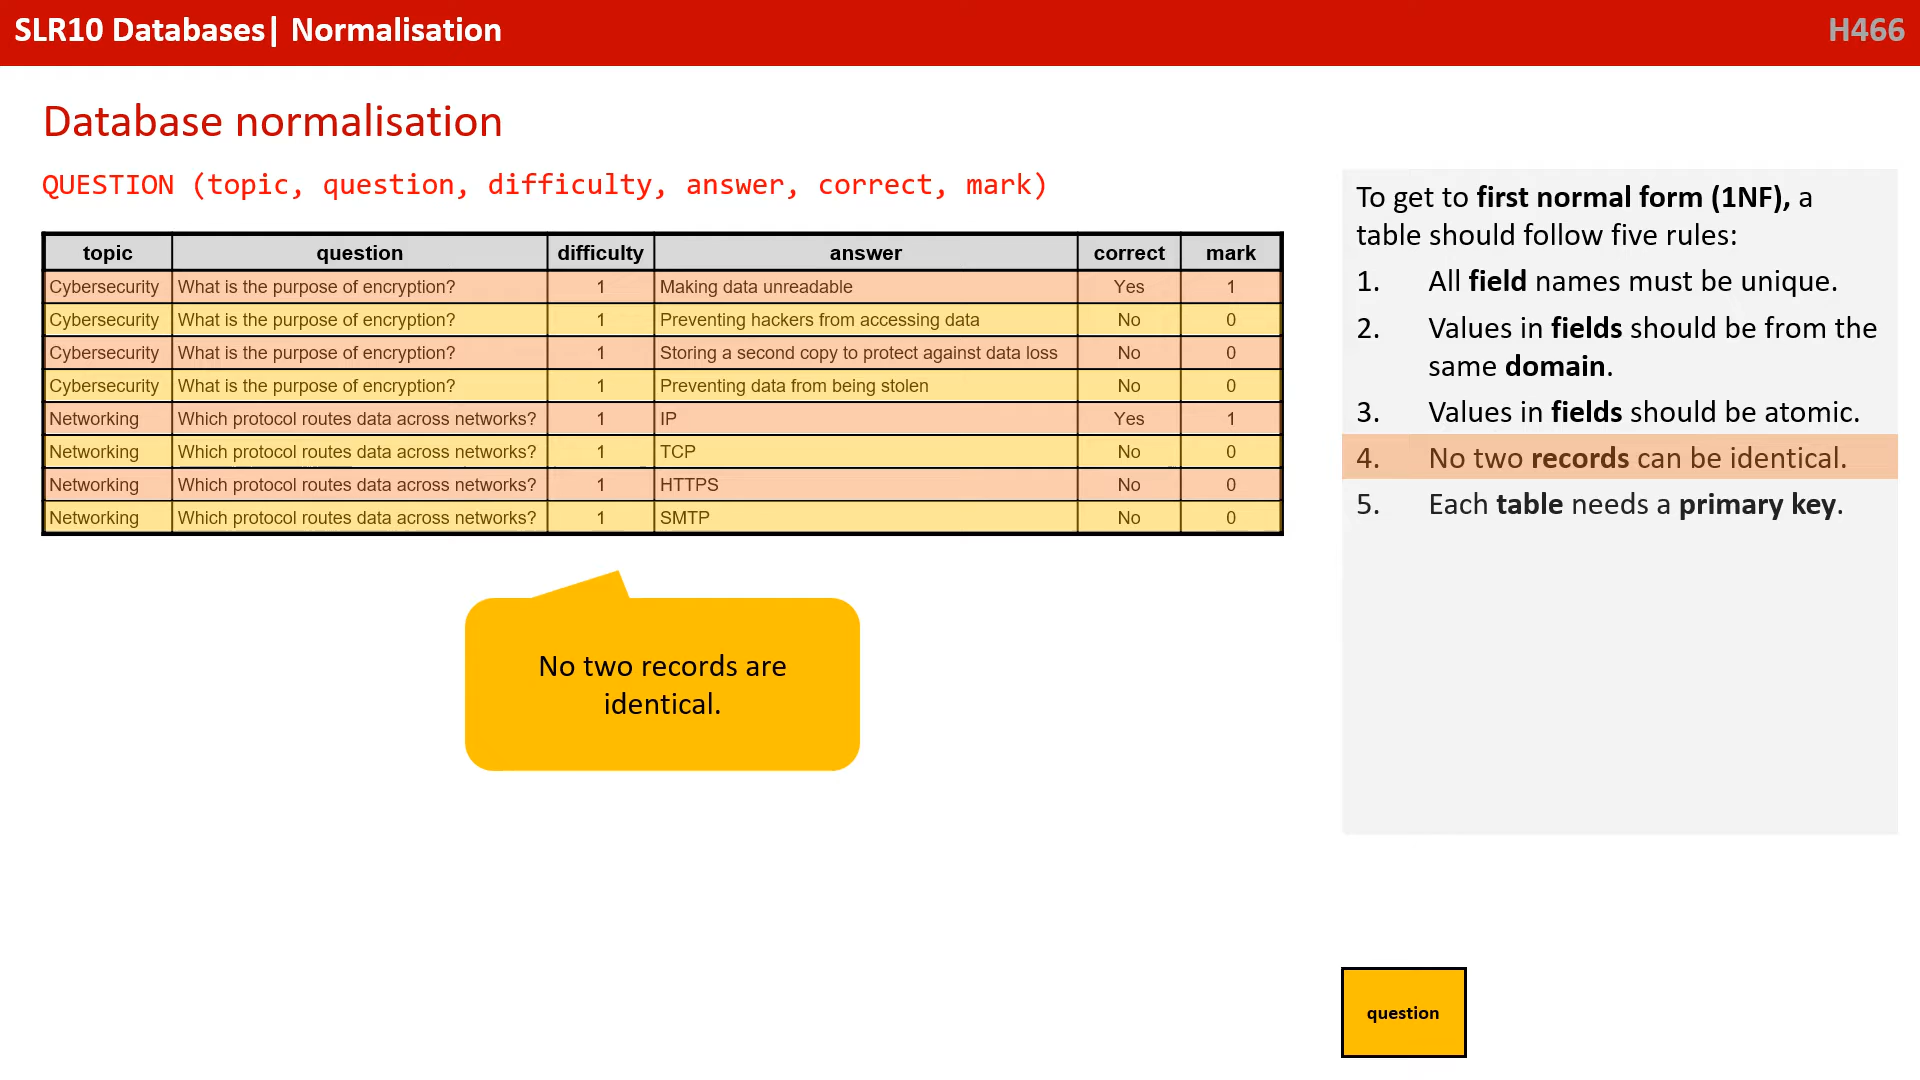 SLR10 Databases| Normalisation
H466
Database normalisation
QUESTION (topic, question, difficulty, answer, correct, mark)
topic question difficulty answer correct mark
Cybersecurity What is the purpose of encryption? 1 Making data unreadable Yes 1
Cybersecurity What is the purpose of encryption? 1 Preventing hackers from accessing data No 0
Cybersecurity What is the purpose of encryption? 1 Storing a second copy to protect against data loss No 0
Cybersecurity What is the purpose of encryption? 1 Preventing data from being stolen No 0
Networking Which protocol routes data across networks? 1 IP Yes 1
Networking Which protocol routes data across networks? 1 TCP No 0
Networking Which protocol routes data across networks? 1 HTTPS No 0
Networking Which protocol routes data across networks? 1 SMTP No 0
No two records are
identical.
To get to first normal form (1NF), a
table should follow five rules:
1. All field names must be unique.
2. Values in fields should be from the
same domain.
3. Values in fields should be atomic.
4. No two records can be identical.
5. Each table needs a primary key.
question